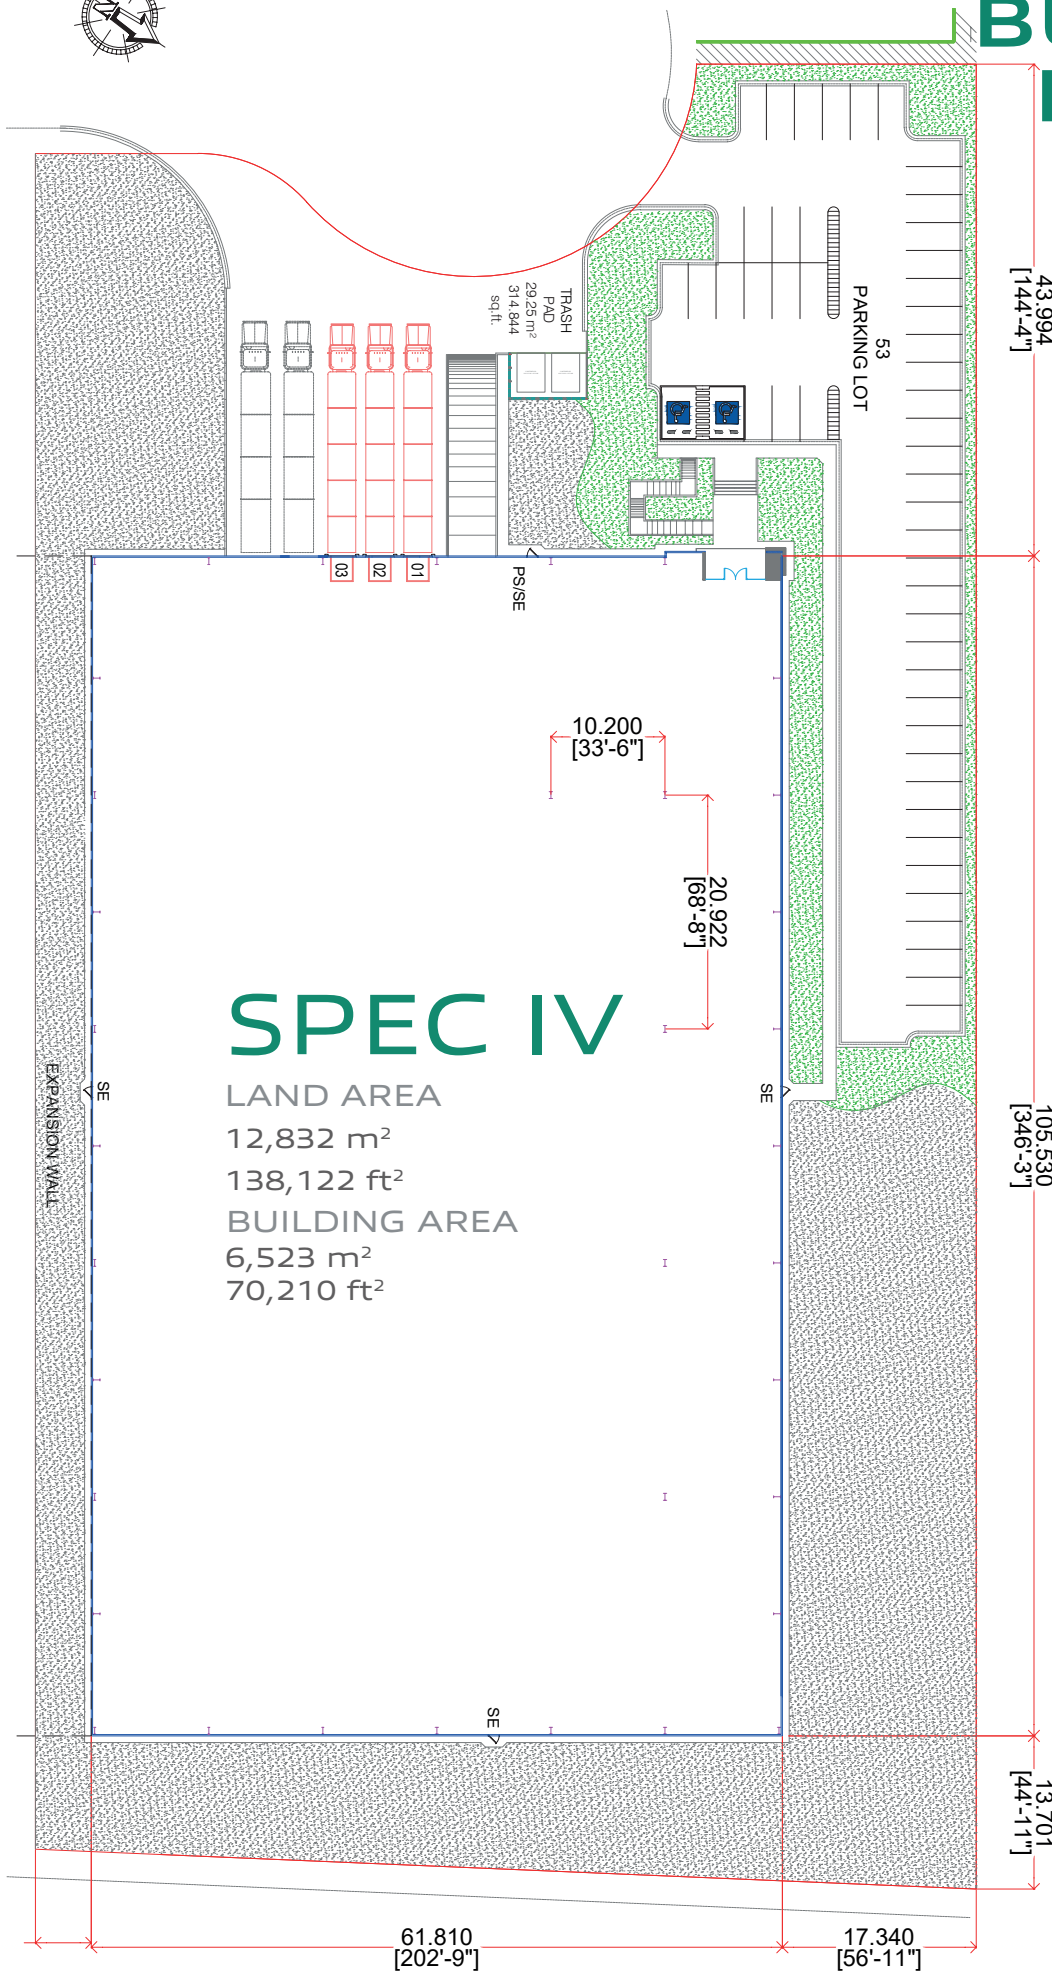 BU
43.994
[144'-4"]
TRASH
PAD
29.25 m²
314.844
sq.ft.
53
PARKING LOT
01
02
03
PS/SE
10.200
[33'-6"]
20.922
[68'-8"]
SPEC IV
LAND AREA
12,832 m²
138,122 ft²
BUILDING AREA
6,523 m²
70,210 ft²
SE
SE
EXPANSION WALL
105.530
[346'-3"]
SE
13.701
[44'-11"]
61.810
[202'-9"]
17.340
[56'-11"]